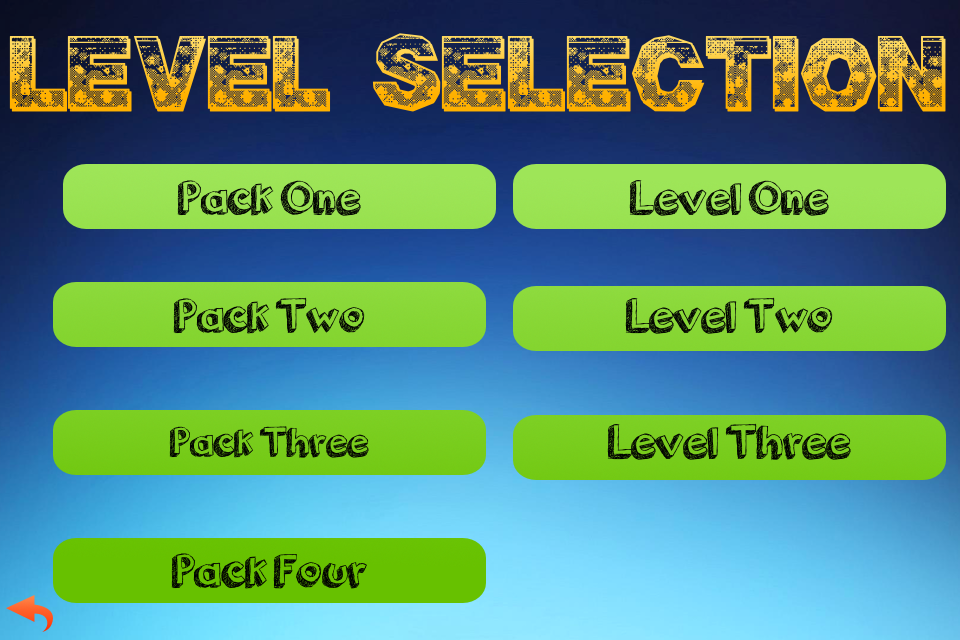 LEVEL SELECTION
Pack One
Level One
Pack Two
Level Two
Pack Three
Level Three
Pack Four